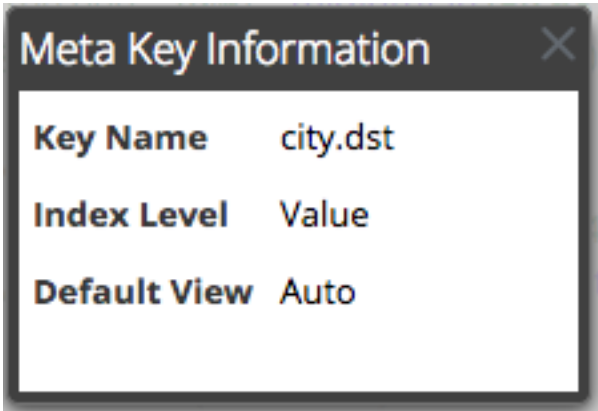 Meta Key Information
Key Name city.dst
Index Level Value
Default View Auto